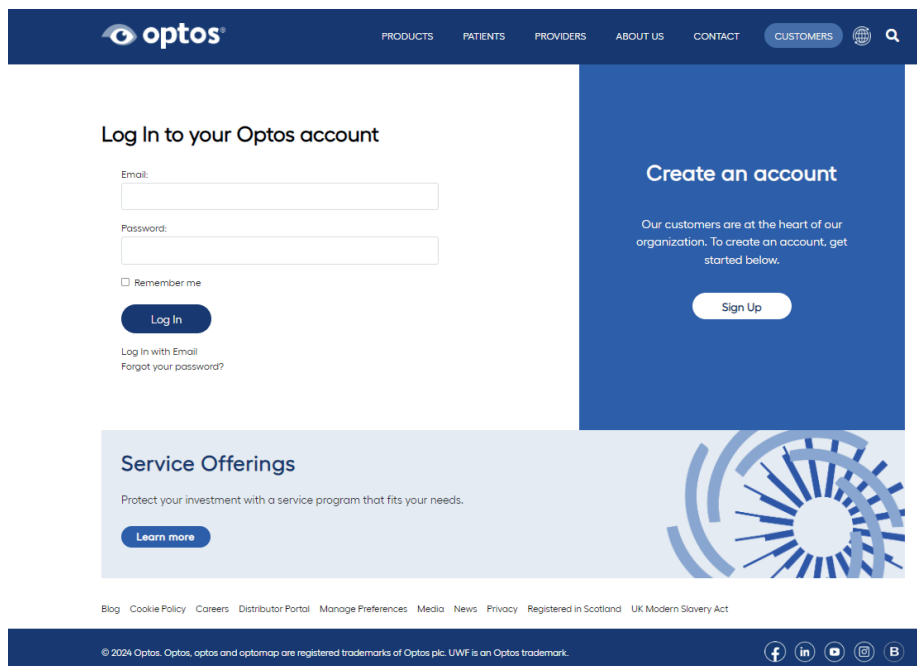 optos®
PRODUCTS PATIENTS PROVIDERS ABOUT US CONTACT CUSTOMERS
Log In to your Optos account
Email:
Password:
Remember me
Log In
Log In with Email
Forgot your password?
Create an account
Our customers are at the heart of our
organization. To create an account, get
started below.
Sign Up
Service Offerings
Protect your investment with a service program that fits your needs.
Learn more
Blog Cookie Policy Careers Distributor Portal Manage Preferences Media News Privacy Registered in Scotland UK Modern Slavery Act
© 2024 Optos. Optos, optos and optomap are registered trademarks of Optos plc. UWF is an Optos trademark.
f in B